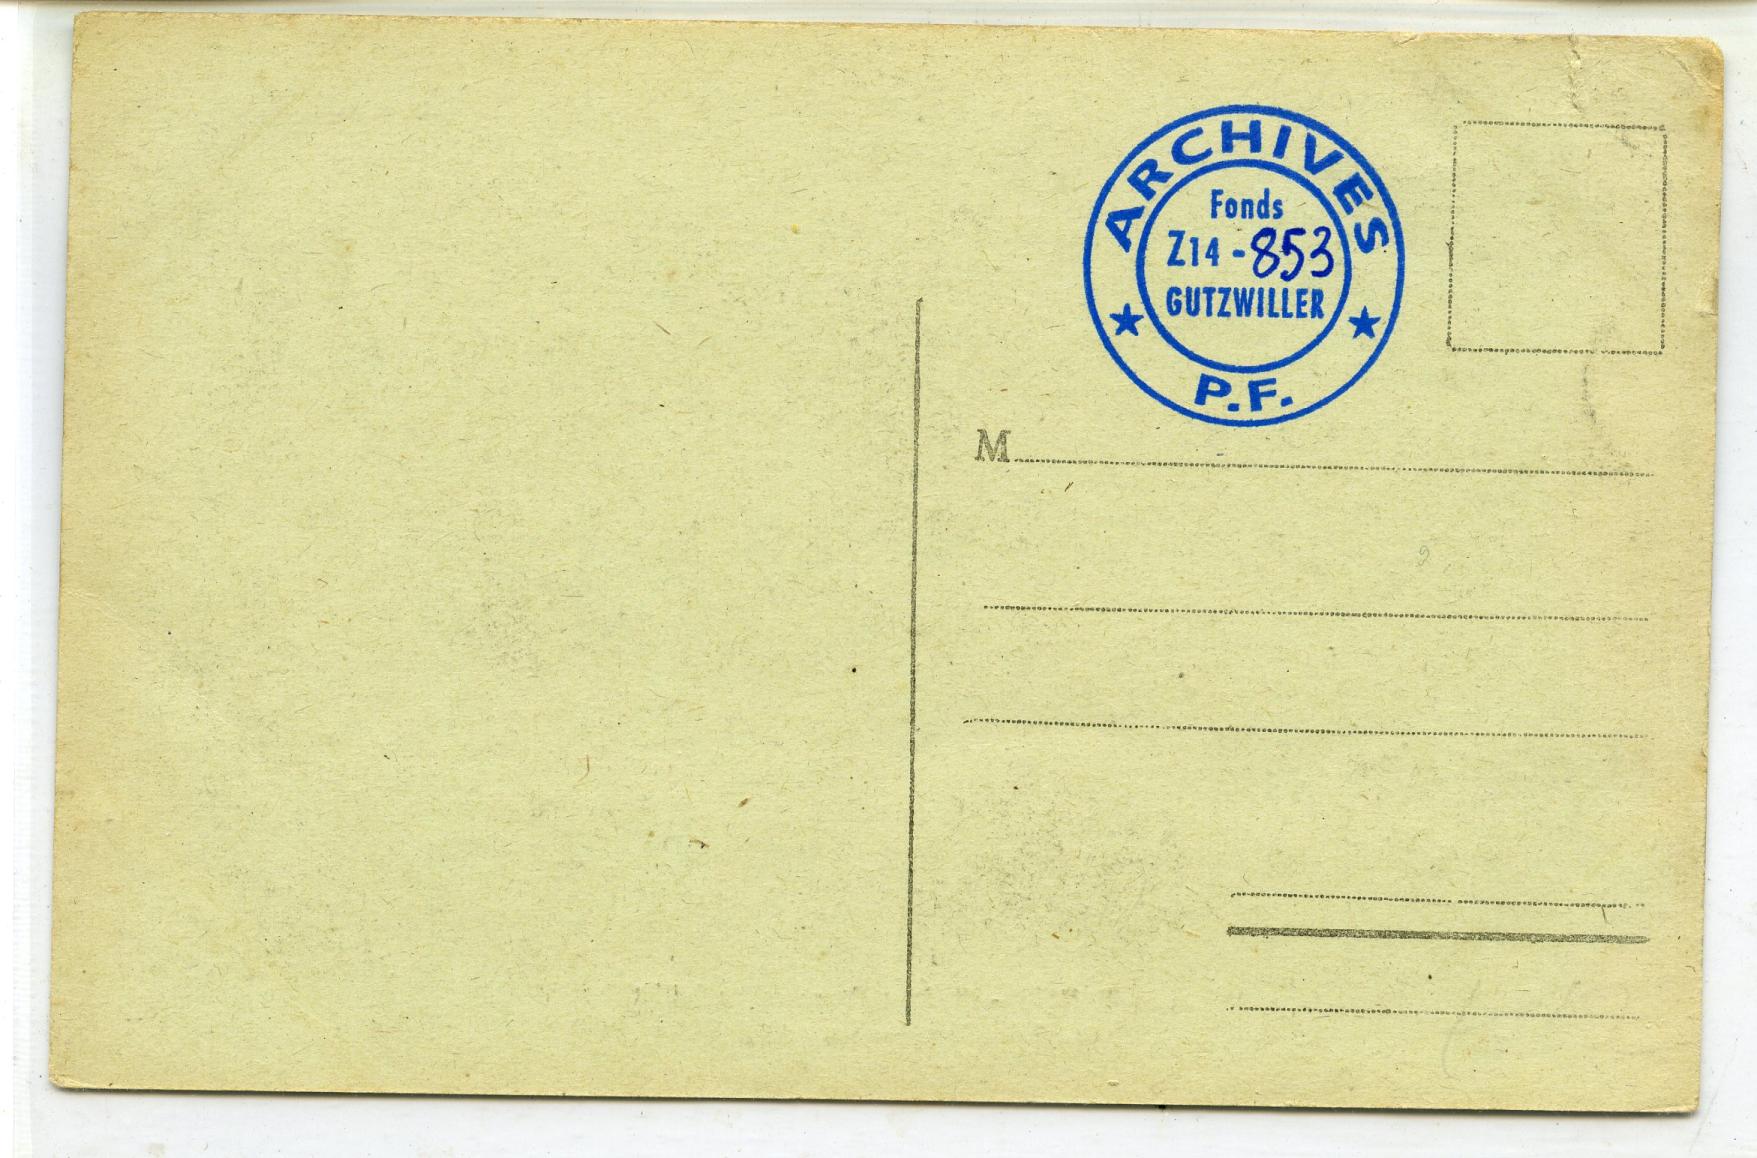 ARCHIVES
Fonds
Z14 - 853
GUTZWILLER
P.F.
M